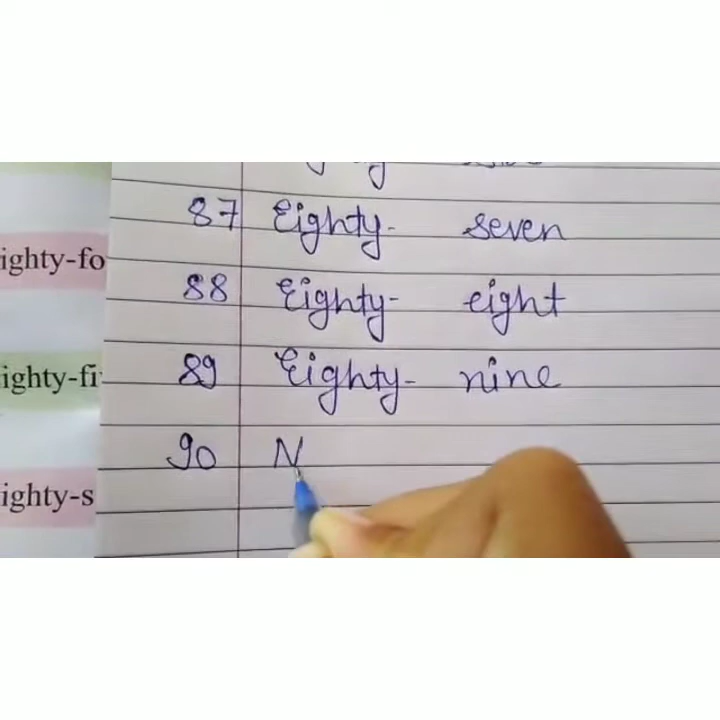 87 Eighty- seven
ighty-fo
88 Eighty- eight
ighty-fi
89 Eighty- nine
90 N
ighty-s